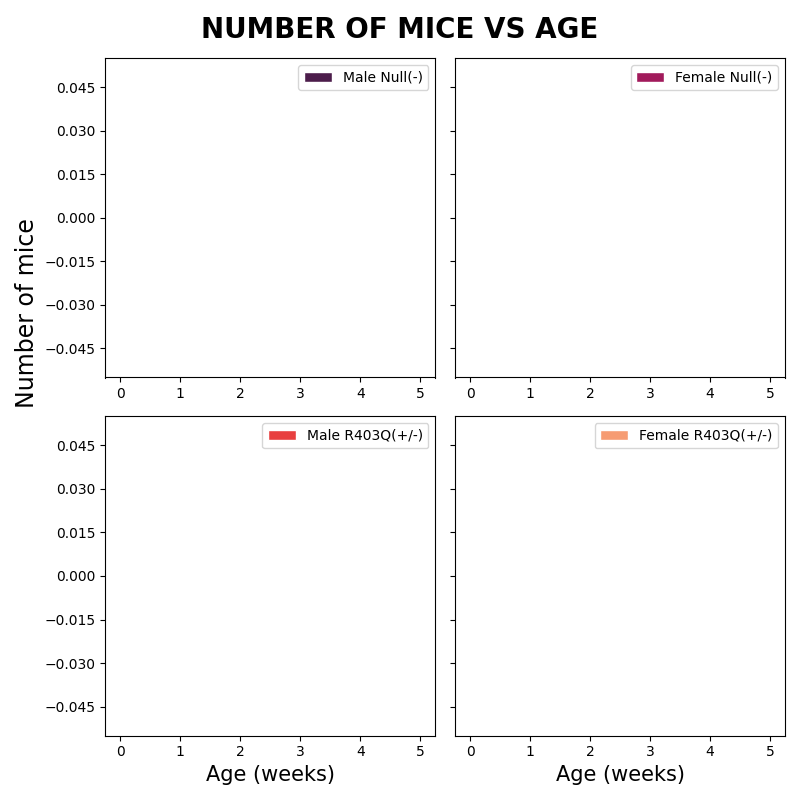 NUMBER OF MICE VS AGE
Number of mice
Male Null(-)
0.045
0.030
0.015
0.000
−0.015
−0.030
−0.045
0 1 2 3 4 5
Female Null(-)
0 1 2 3 4 5
Male R403Q(+/-)
0.045
0.030
0.015
0.000
−0.015
−0.030
−0.045
0 1 2 3 4 5
Age (weeks)
Female R403Q(+/-)
0 1 2 3 4 5
Age (weeks)